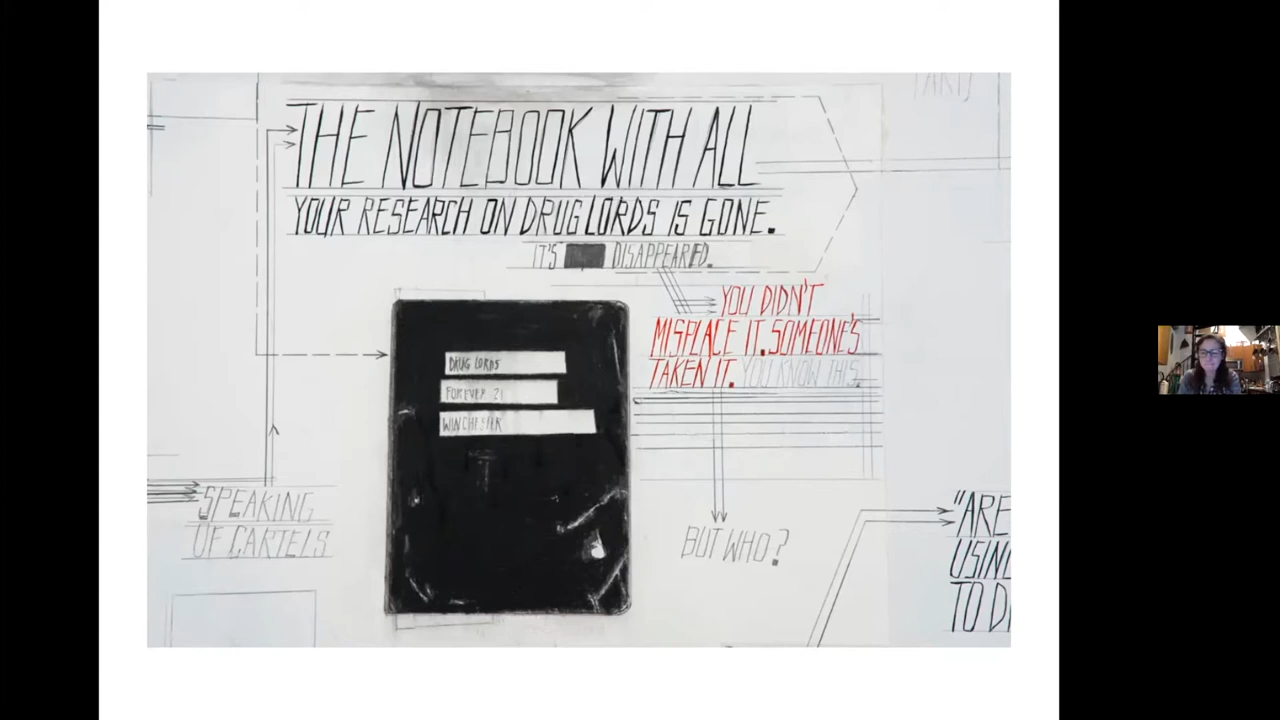 THE NOTEBOOK WITH ALL
YOUR RESEARCH ON DRUG LORDS IS GONE.
IT'S DISAPPEARED.
YOU DIDN'T
MISPLACE IT. SOMEONE'S
TAKEN IT. YOU KNOW THIS.
DRUG LORDS
FOREVER 21
WINCHESTER
SPEAKING
OF CARTELS
BUT WHO?
"ARE
USING
TO D